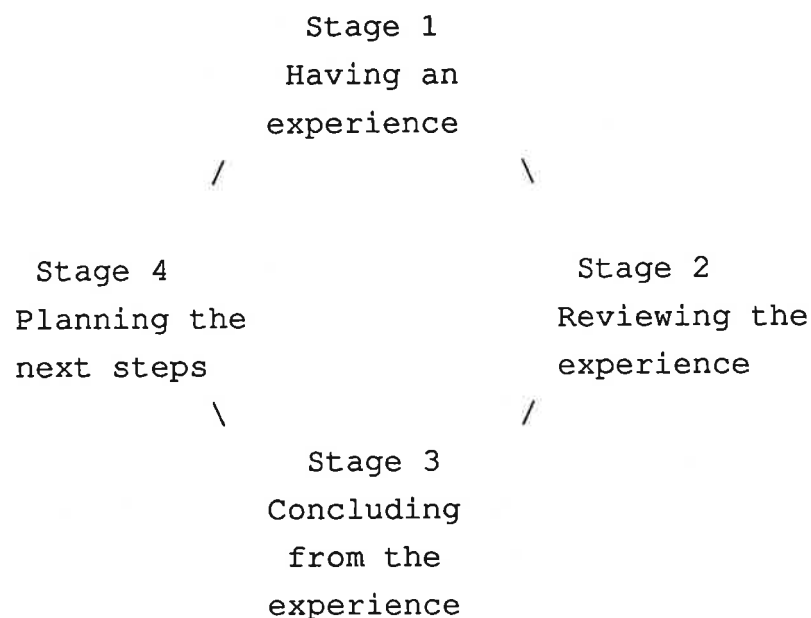 Stage 1
Having an
experience
/ \
Stage 4
Planning the
next steps
Stage 2
Reviewing the
experience
\ /
Stage 3
Concluding
from the
experience